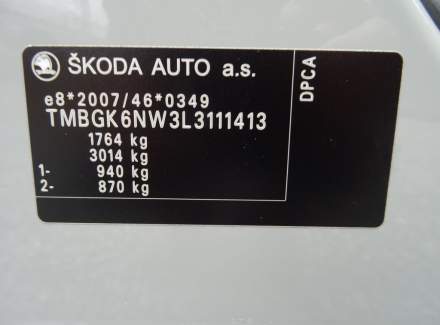 ŠKODA AUTO a.s.
e8*2007/46*0349
TMBGK6NW3L3111413
1764 kg
3014 kg
1- 940 kg
2- 870 kg
DPCA